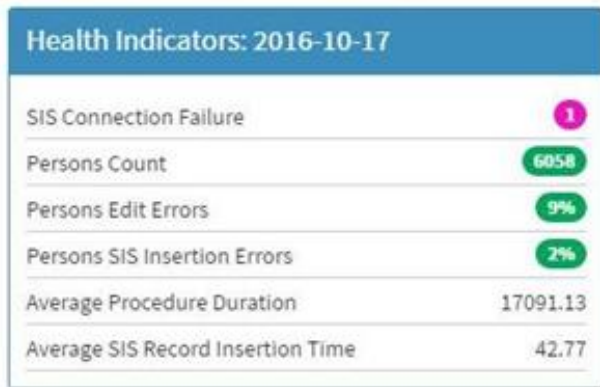 Health Indicators: 2016-10-17
SIS Connection Failure 1
Persons Count 6058
Persons Edit Errors 9%
Persons SIS Insertion Errors 2%
Average Procedure Duration 17091.13
Average SIS Record Insertion Time 42.77